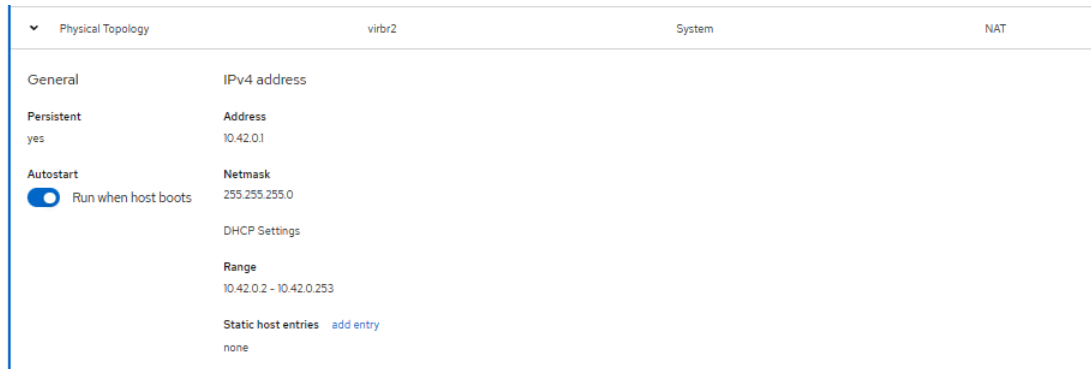 Physical Topology virbr2 System NAT
General
Persistent
yes
Autostart
Run when host boots
IPv4 address
Address
10.42.0.1
Netmask
255.255.255.0
DHCP Settings
Range
10.42.0.2 - 10.42.0.253
Static host entries add entry
none